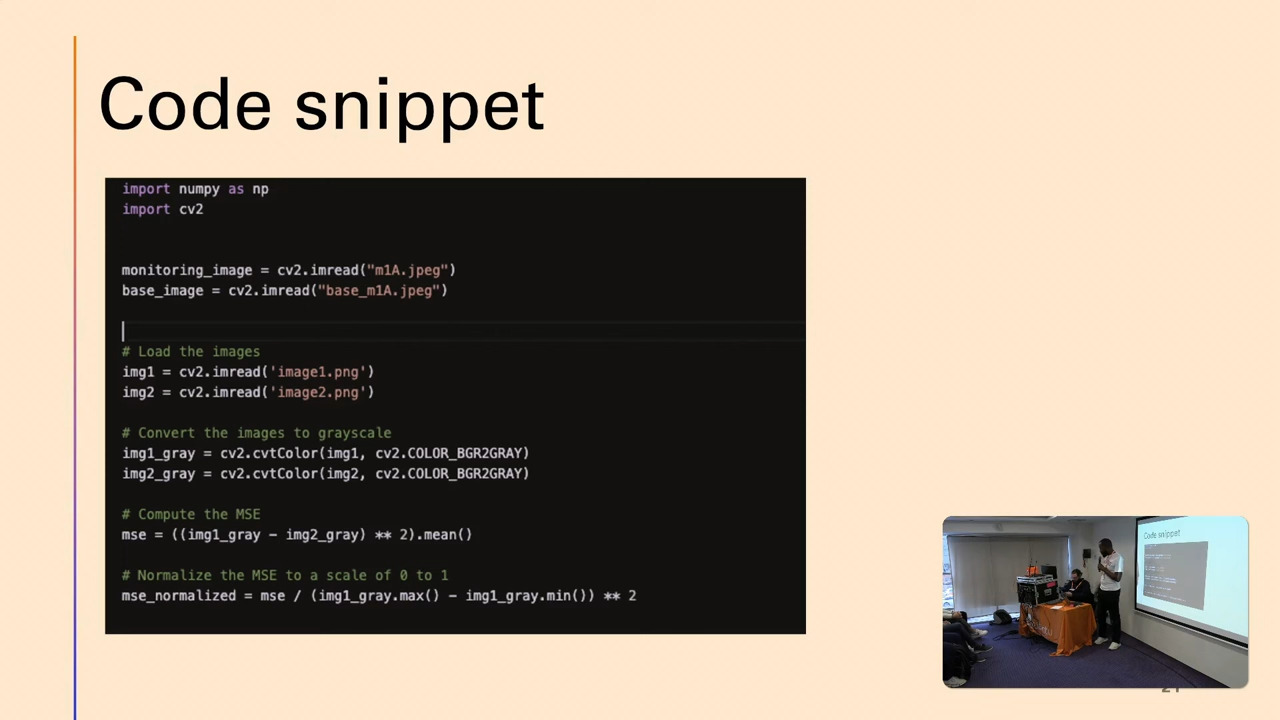 Code snippet
import numpy as np
import cv2
monitoring_image = cv2.imread("m1A.jpeg")
base_image = cv2.imread("base_m1A.jpeg")
# Load the images
img1 = cv2.imread('image1.png')
img2 = cv2.imread('image2.png')
# Convert the images to grayscale
img1_gray = cv2.cvtColor(img1, cv2.COLOR_BGR2GRAY)
img2_gray = cv2.cvtColor(img2, cv2.COLOR_BGR2GRAY)
# Compute the MSE
mse = ((img1_gray - img2_gray) ** 2).mean()
# Normalize the MSE to a scale of 0 to 1
mse_normalized = mse / (img1_gray.max() - img1_gray.min()) ** 2
Code snippet